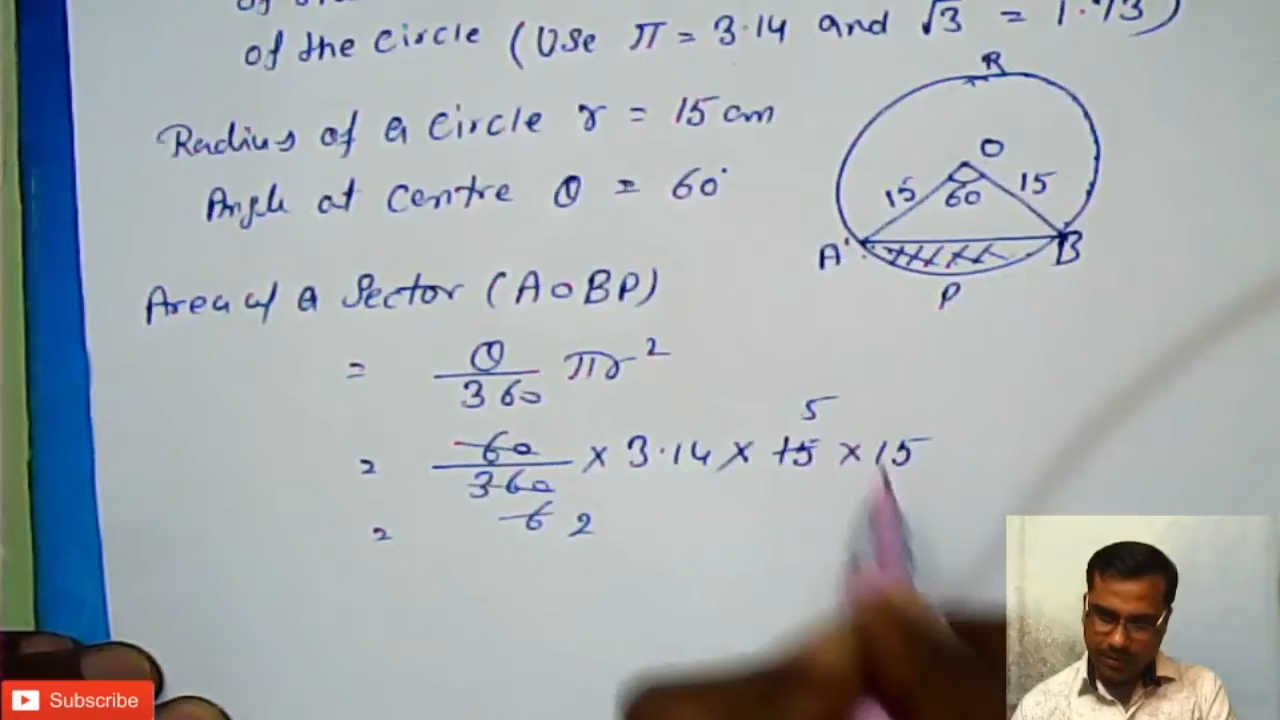 of the Circle (Use π = 3.14 and √3 = 1.73)
Radius of a Circle r = 15 cm
Angle at Centre θ = 60°
R
O
15 60 15
A B
P
Area of a Sector (AOBP)
= θ/360 πr²
5
= 60/360 × 3.14 × 15 × 15
= 6 2
Subscribe